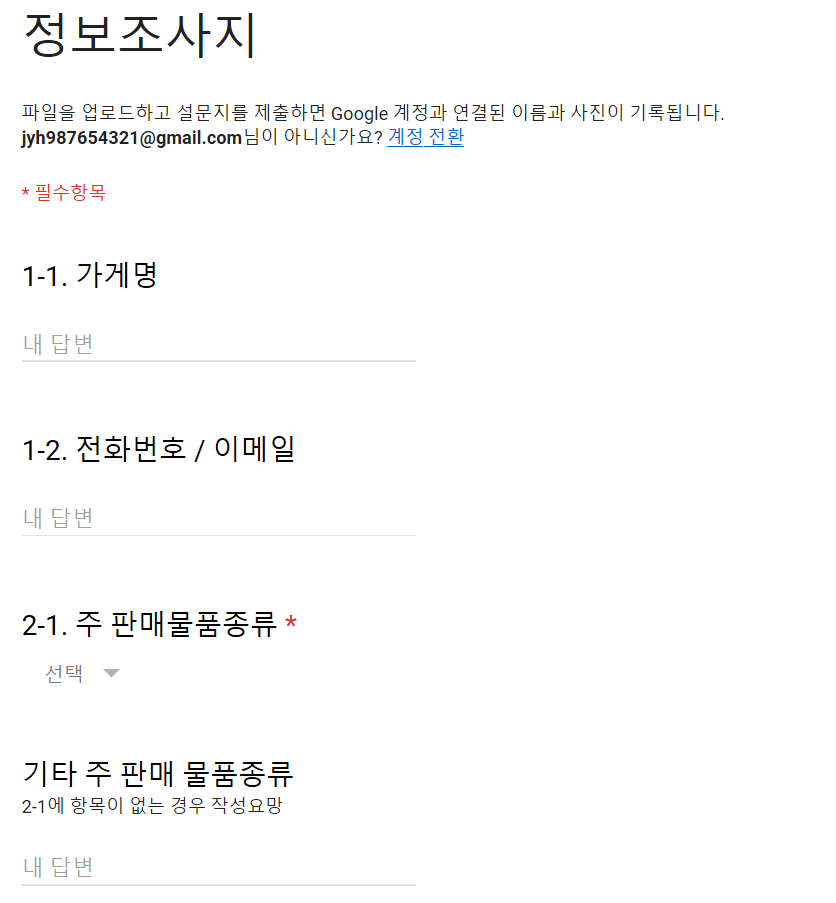 정보조사지
파일을 업로드하고 설문지를 제출하면 Google 계정과 연결된 이름과 사진이 기록됩니다.
jyh987654321@gmail.com님이 아니신가요? 계정 전환
* 필수항목
1-1. 가게명
내 답변
1-2. 전화번호 / 이메일
내 답변
2-1. 주 판매물품종류 *
선택
기타 주 판매 물품종류
2-1에 항목이 없는 경우 작성요망
내 답변